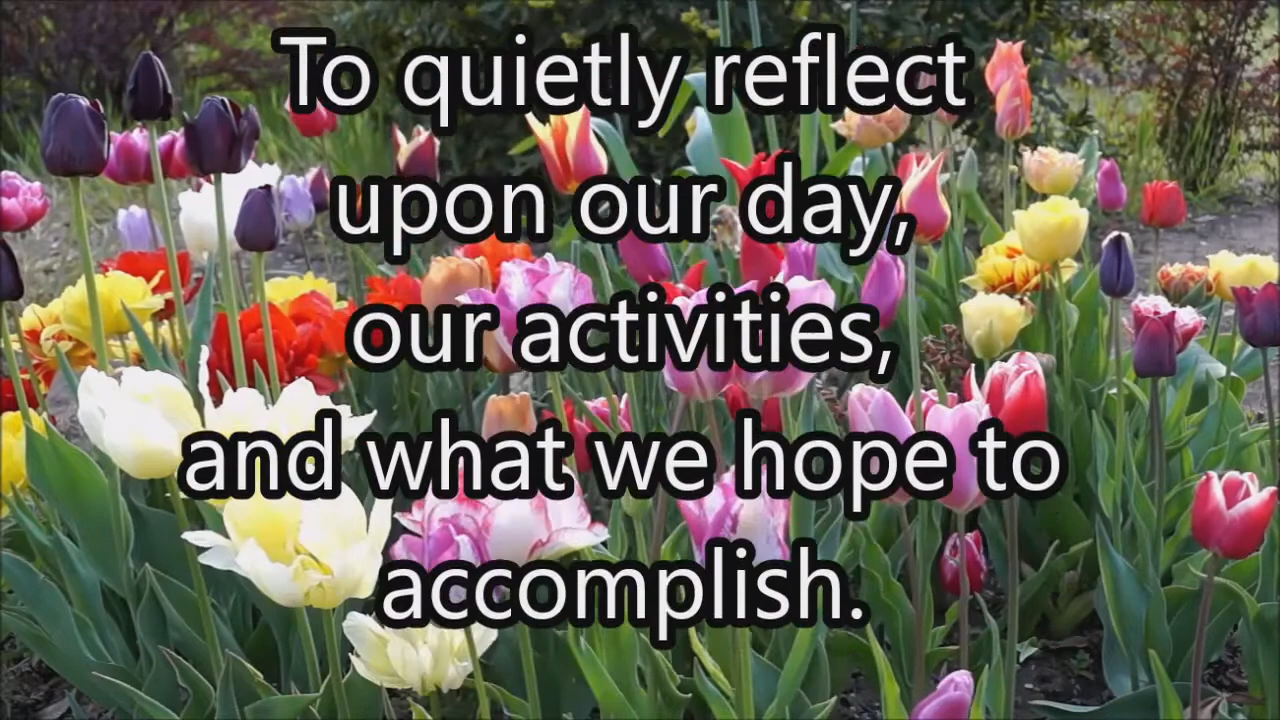 To quietly reflect
upon our day,
our activities,
and what we hope to
accomplish.